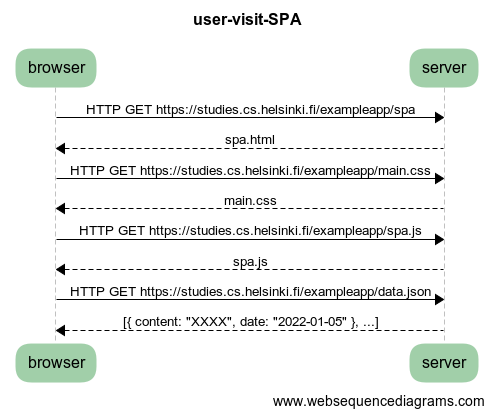 user-visit-SPA
browser server
HTTP GET https://studies.cs.helsinki.fi/exampleapp/spa
spa.html
HTTP GET https://studies.cs.helsinki.fi/exampleapp/main.css
main.css
HTTP GET https://studies.cs.helsinki.fi/exampleapp/spa.js
spa.js
HTTP GET https://studies.cs.helsinki.fi/exampleapp/data.json
[{ content: "XXXX", date: "2022-01-05" }, ...]
browser server
www.websequencediagrams.com